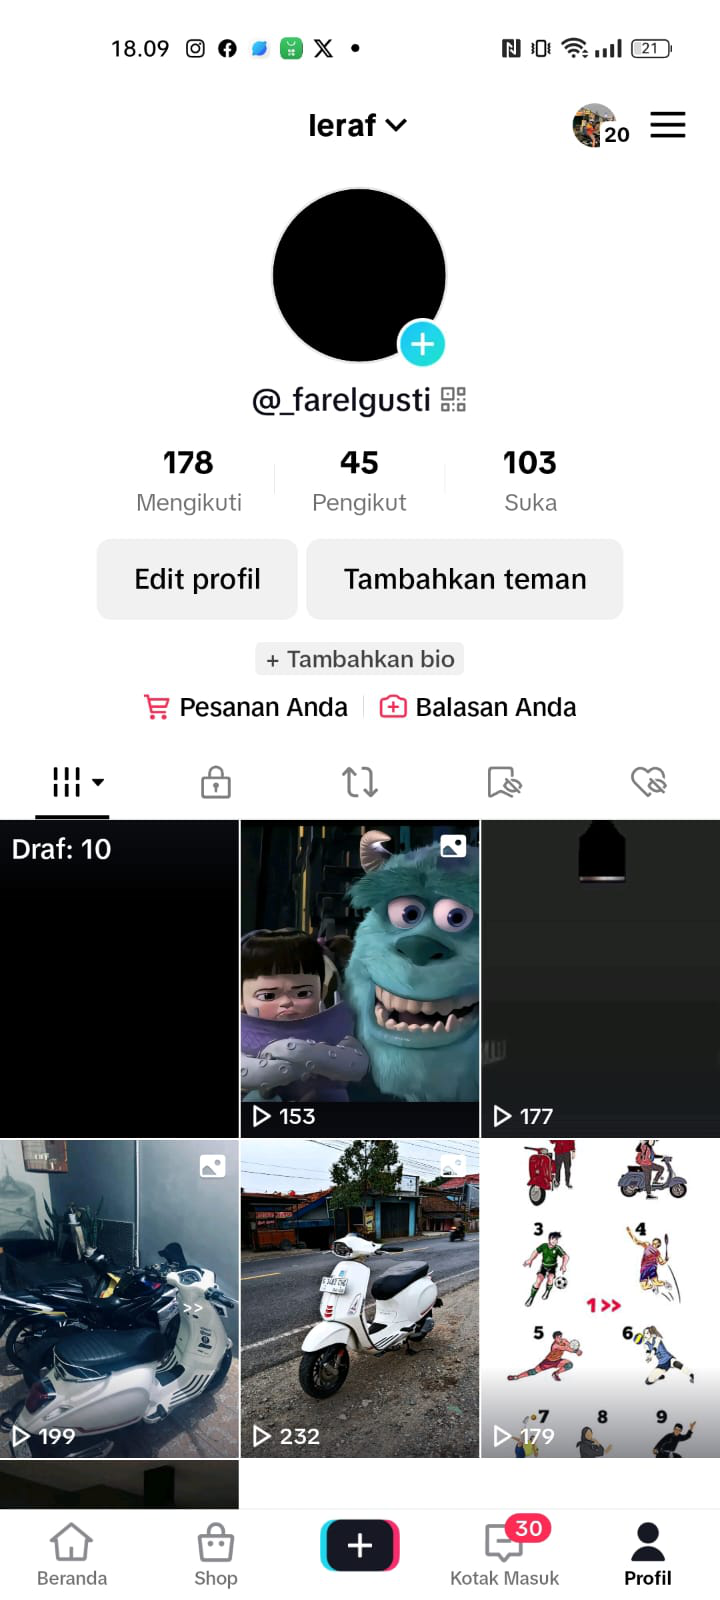 18.09
21
leraf
20
@_farelgusti
178 45 103
Mengikuti Pengikut Suka
Edit profil Tambahkan teman
+ Tambahkan bio
Pesanan Anda Balasan Anda
Draf: 10
153
177
>>
199
232
3 4
1>>
5 6
7 8 9
179
30
Beranda Shop Kotak Masuk Profil